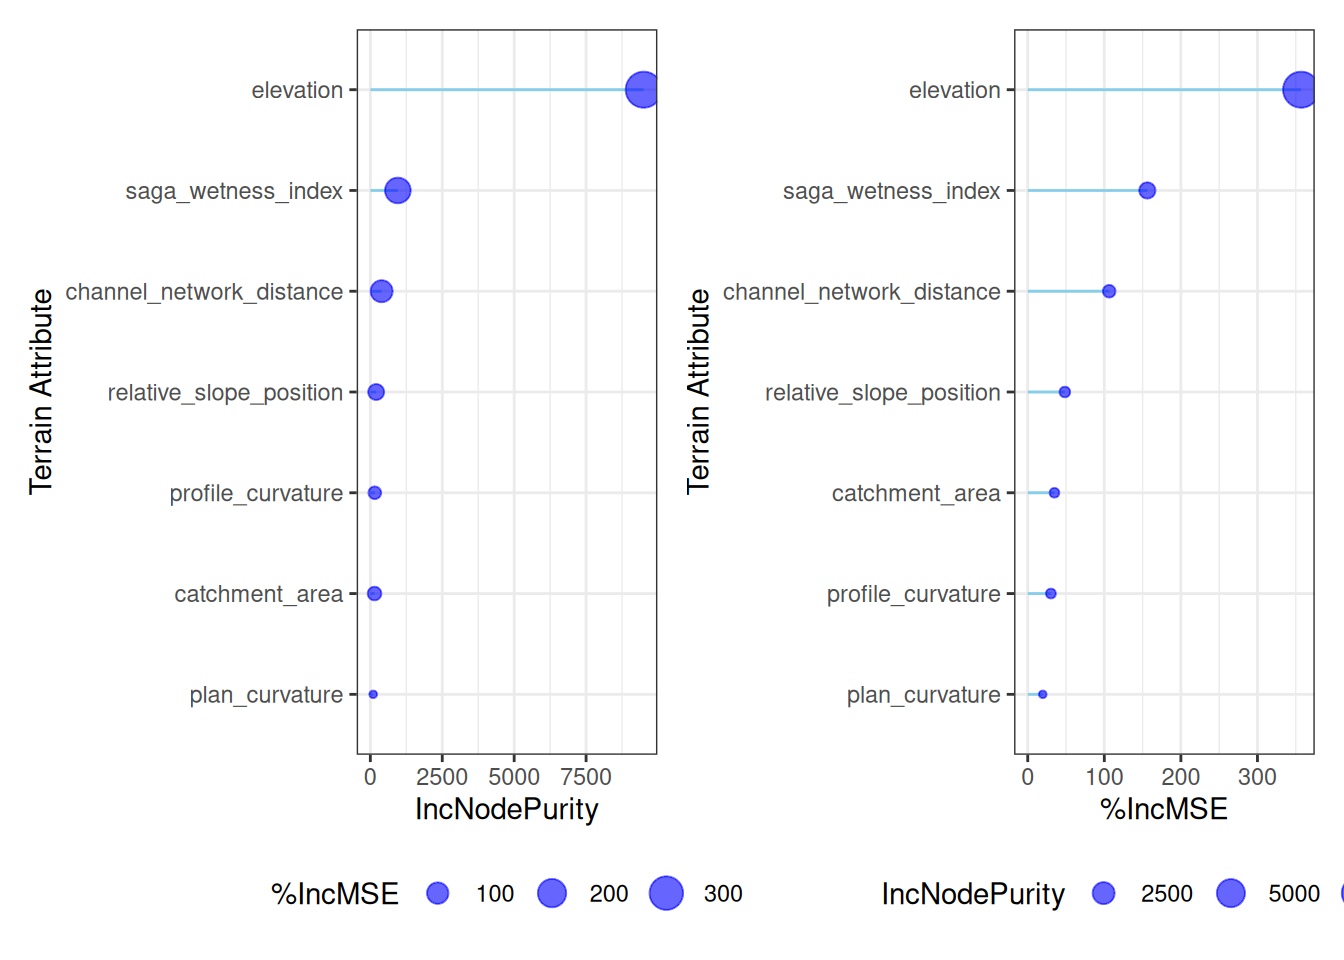 Terrain Attribute
elevation
saga_wetness_index
channel_network_distance
relative_slope_position
profile_curvature
catchment_area
plan_curvature
0 2500 5000 7500
IncNodePurity
%IncMSE 100 200 300
Terrain Attribute
elevation
saga_wetness_index
channel_network_distance
relative_slope_position
catchment_area
profile_curvature
plan_curvature
0 100 200 300
%IncMSE
IncNodePurity 2500 5000